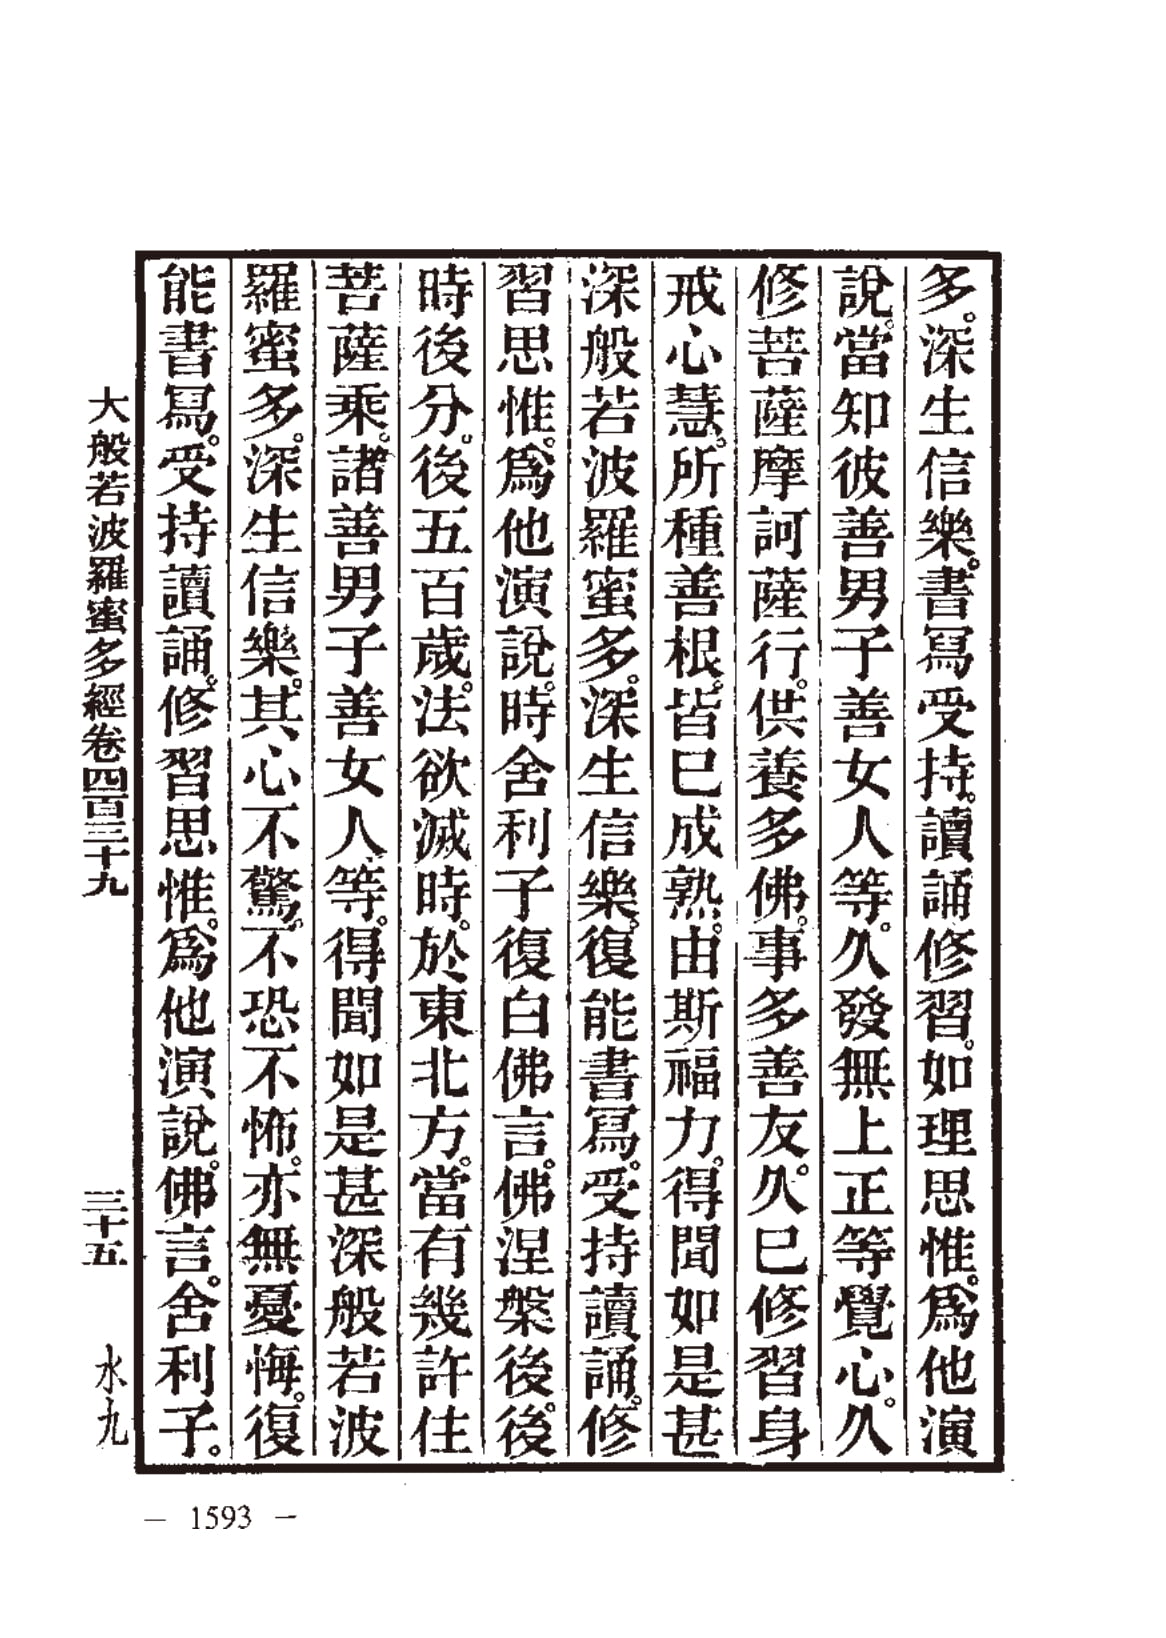 多。深生信樂。書寫受持。讀誦修習。如理思惟。爲他演
說。當知彼善男子善女人等。久發無上正等覺心。久
修菩薩摩訶薩行。供養多佛。事多善友。久已修習身
戒心慧。所種善根。皆已成熟。由斯福力。得聞如是甚
深般若波羅蜜多。深生信樂。復能書寫。受持讀誦。修
習思惟。爲他演說。時舍利子復白佛言。佛涅槃後。後
時後分。後五百歲。法欲滅時。於東北方。當有幾許住
菩薩乘。諸善男子善女人等。得聞如是甚深般若波
羅蜜多。深生信樂。其心不驚。不恐不怖。亦無憂悔。復
能書寫。受持讀誦。修習思惟。爲他演說。佛言。舍利子。
大般若波羅蜜多經卷四百三十九 三十五 水九
— 1593 —